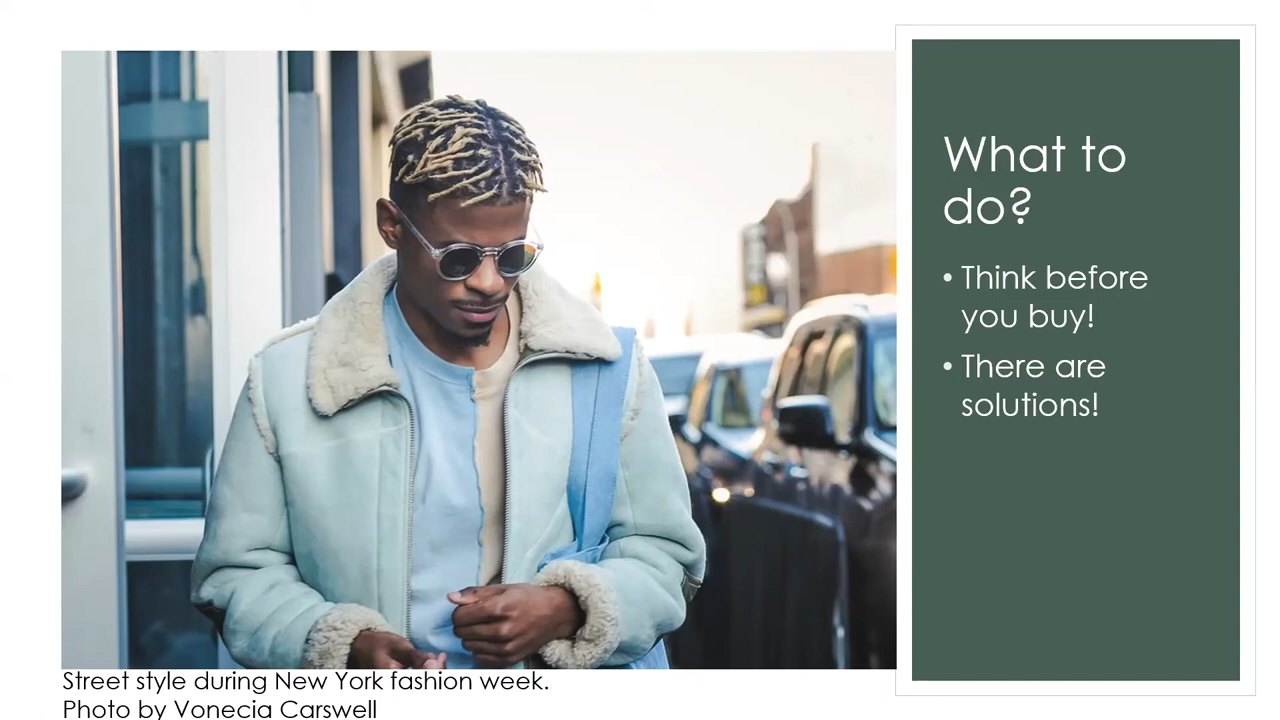 What to
do?
• Think before
you buy!
• There are
solutions!
Street style during New York fashion week.
Photo by Vonecia Carswell